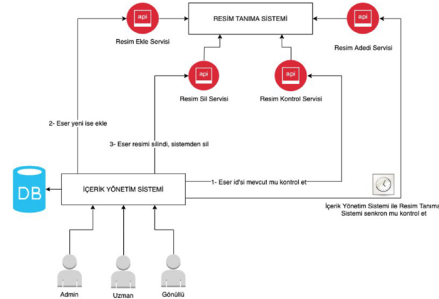 api
RESİM TANIMA SİSTEMİ
api
Resim Ekle Servisi
Resim Adedi Servisi
api
api
Resim Sil Servisi
Resim Kontrol Servisi
2- Eser yeni ise ekle
3- Eser resimi silindi, sistemden sil
DB
İÇERİK YÖNETİM SİSTEMİ
1- Eser id'si mevcut mu kontrol et
İçerik Yönetim Sistemi ile Resim Tanıma
Sistemi senkron mu kontrol et
Admin
Uzman
Gönüllü